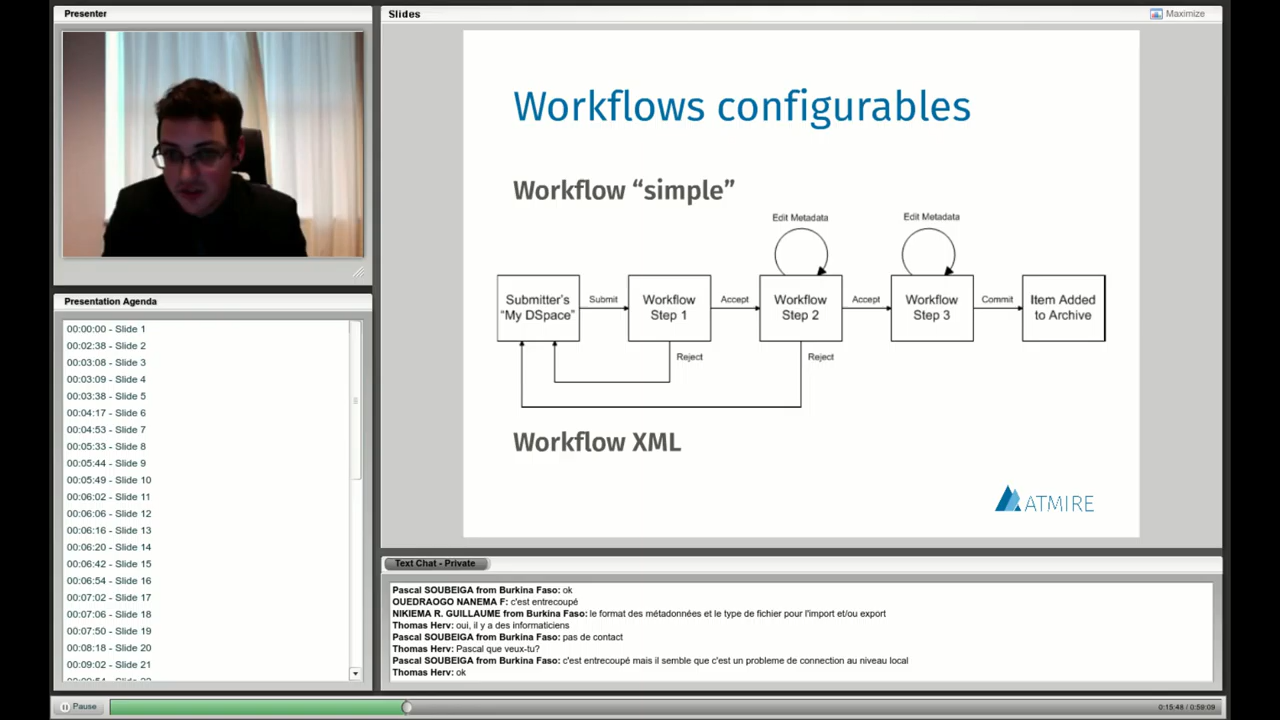 Presenter
Slides
Maximize
Workflows configurables
Workflow “simple”
Edit Metadata
Edit Metadata
Submitter's
“My DSpace”
Submit
Workflow
Step 1
Accept
Workflow
Step 2
Accept
Workflow
Step 3
Commit
Item Added
to Archive
Reject
Reject
Workflow XML
ATMIRE
Presentation Agenda
00:00:00 - Slide 1
00:02:38 - Slide 2
00:03:08 - Slide 3
00:03:09 - Slide 4
00:03:38 - Slide 5
00:04:17 - Slide 6
00:04:53 - Slide 7
00:05:33 - Slide 8
00:05:44 - Slide 9
00:05:49 - Slide 10
00:06:02 - Slide 11
00:06:06 - Slide 12
00:06:16 - Slide 13
00:06:20 - Slide 14
00:06:42 - Slide 15
00:06:54 - Slide 16
00:07:02 - Slide 17
00:07:06 - Slide 18
00:07:50 - Slide 19
00:08:18 - Slide 20
00:09:02 - Slide 21
Text Chat - Private
Pascal SOUBEIGA from Burkina Faso: ok
OUEDRAOGO NANEMA F: c'est entrecoupé
NIKIEMA R. GUILLAUME from Burkina Faso: le format des métadonnées et le type de fichier pour l'import et/ou export
Thomas Herv: oui, il y a des informaticiens
Pascal SOUBEIGA from Burkina Faso: pas de contact
Thomas Herv: Pascal que veux-tu?
Pascal SOUBEIGA from Burkina Faso: c'est entrecoupé mais il semble que c'est un probleme de connection au niveau local
Thomas Herv: ok
Pause
0:15:48 / 0:59:09